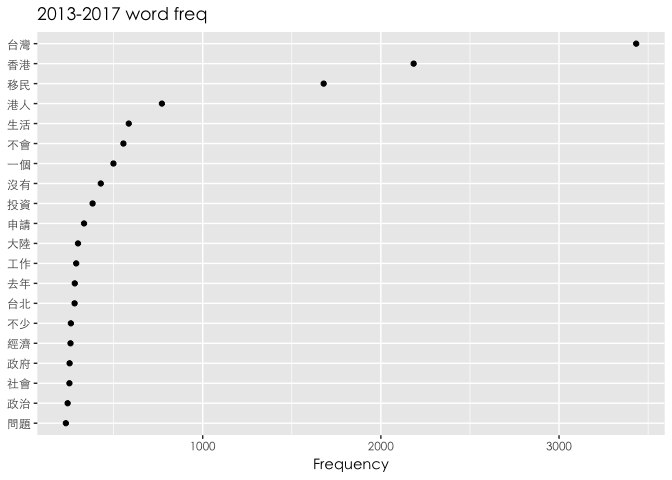 2013-2017 word freq
台灣
香港
移民
港人
生活
不會
一個
沒有
投資
申請
大陸
工作
去年
台北
不少
經濟
政府
社會
政治
問題
1000 2000 3000
Frequency